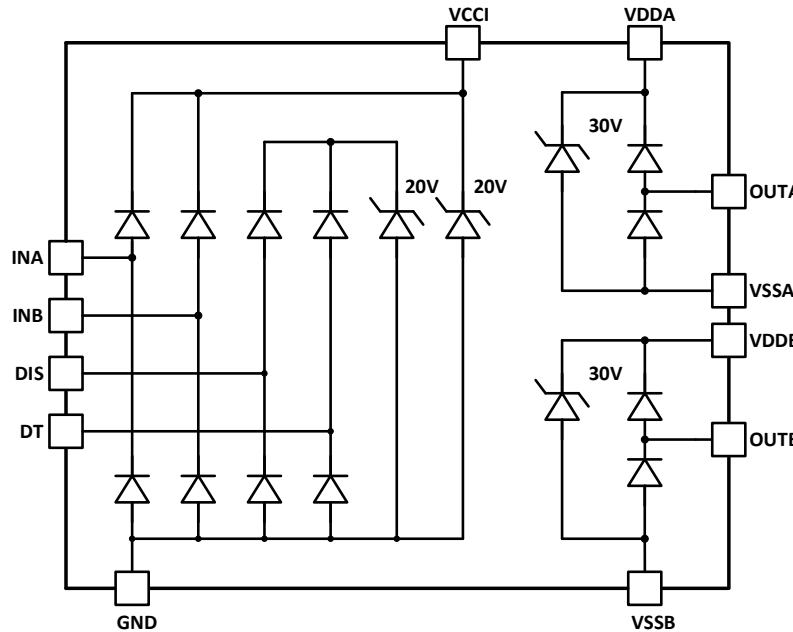 VCCI
VDDA
30V
20V
20V
OUTA
INA
VSSA
INB
VDDB
DIS
30V
DT
OUTB
GND
VSSB